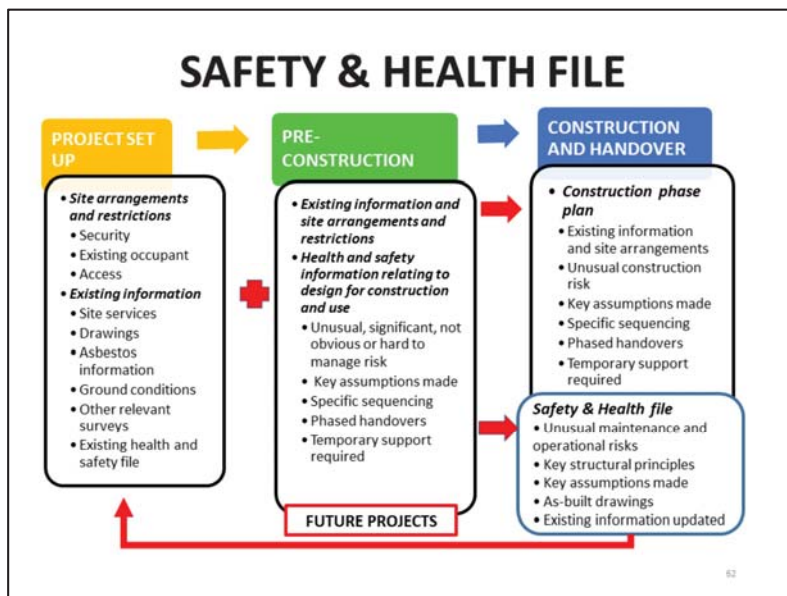 SAFETY & HEALTH FILE
PROJECT SET
UP
• Site arrangements
and restrictions
• Security
• Existing occupant
• Access
• Existing information
• Site services
• Drawings
• Asbestos
information
• Ground conditions
• Other relevant
surveys
• Existing health and
safety file
PRE-
CONSTRUCTION
• Existing information and
site arrangements and
restrictions
• Health and safety
information relating to
design for construction
and use
• Unusual, significant, not
obvious or hard to
manage risk
• Key assumptions made
• Specific sequencing
• Phased handovers
• Temporary support
required
FUTURE PROJECTS
CONSTRUCTION
AND HANDOVER
• Construction phase
plan
• Existing information
and site arrangements
• Unusual construction
risk
• Key assumptions made
• Specific sequencing
• Phased handovers
• Temporary support
required
Safety & Health file
• Unusual maintenance and
operational risks
• Key structural principles
• Key assumptions made
• As-built drawings
• Existing information updated
62